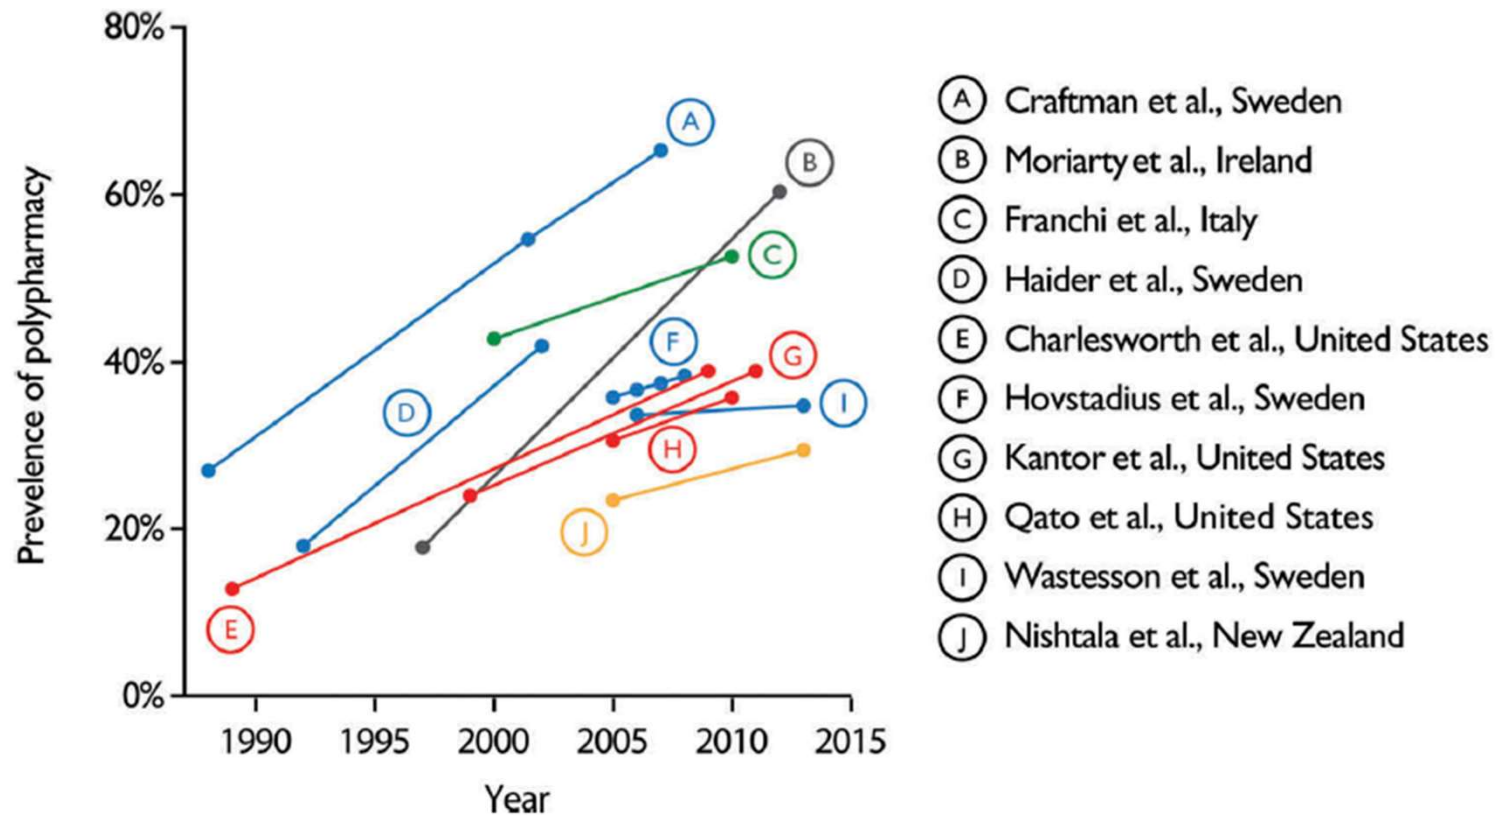 80%
60%
40%
20%
0%
Prevelence of polypharmacy
1990 1995 2000 2005 2010 2015
Year
A
B
C
D
E
F
G
H
I
J
A Craftman et al., Sweden
B Moriarty et al., Ireland
C Franchi et al., Italy
D Haider et al., Sweden
E Charlesworth et al., United States
F Hovstadius et al., Sweden
G Kantor et al., United States
H Qato et al., United States
I Wastesson et al., Sweden
J Nishtala et al., New Zealand